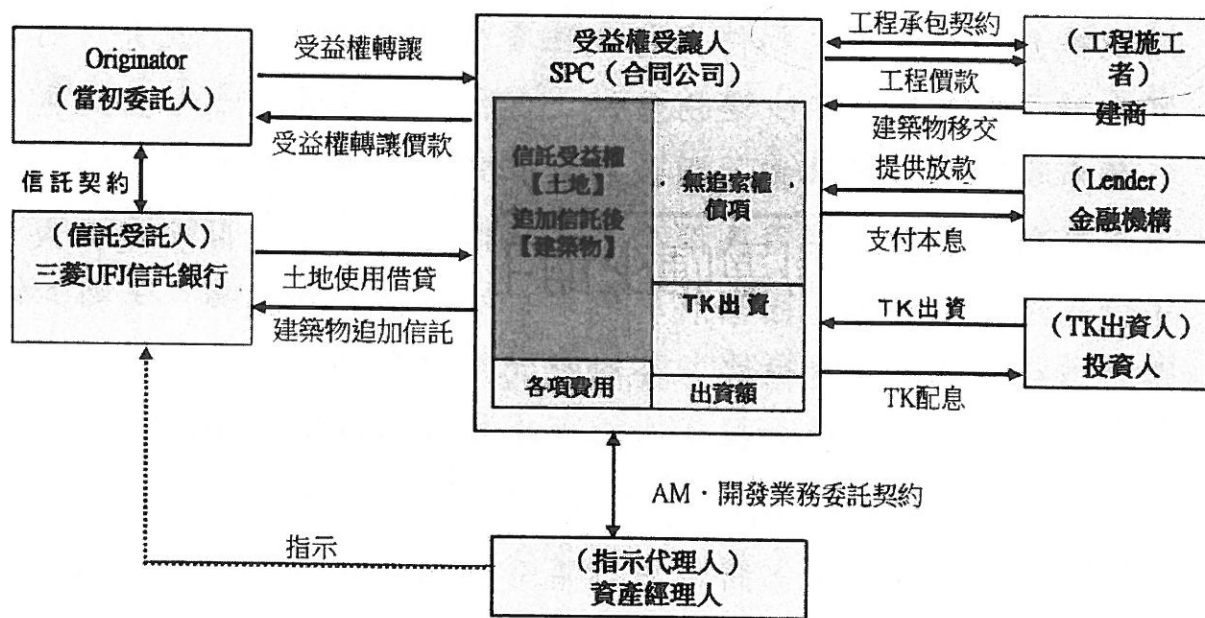 Originator
（當初委託人）
受益權轉讓
受益權轉讓價款
信託契約
（信託受託人）
三菱UFJ信託銀行
土地使用借貸
建築物追加信託
受益權受讓人
SPC（合同公司）
信託受益權
【土地】
追加信託後
【建築物】
無追索權
債項
TK出資
各項費用
出資額
工程承包契約
工程價款
建築物移交
（工程施工
者）
建商
提供放款
支付本息
（Lender）
金融機構
TK出資
TK配息
（TK出資人）
投資人
AM．開發業務委託契約
指示
（指示代理人）
資產經理人